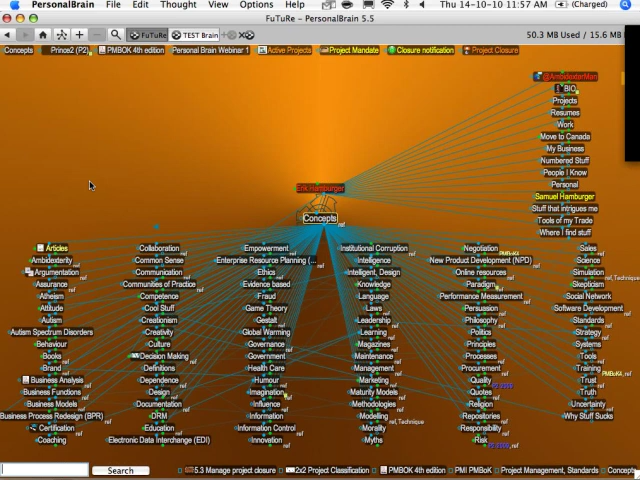 PersonalBrain File Edit Thought View Options Help Thu 14-10-10 11:57 AM (Charged)
FuTuRe - PersonalBrain 5.5
FuTuRe TEST Brain 50.3 MB Used / 15.6 MB
Concepts Prince2 (P2) PMBOK 4th edition Personal Brain Webinar 1 Active Projects Project Mandate Closure notification Project Closure
@AmbidexterMan
BIO
Projects
Resumes
Work
Move to Canada
My Business
Numbered Stuff
People I Know
Personal
Samuel Hamburger
Stuff that intrigues me
Tools of my Trade
Where I find stuff
Erik Hamburger
Concepts
ref
Articles
Ambidexterity
Argumentation
Assurance
Atheism
Attitude
Autism
Autism Spectrum Disorders
Behaviour
Books
Brand
Business Analysis
Business Functions
Business Models
Business Process Redesign (BPR)
Certification
Coaching
Collaboration
Common Sense
Communication
Communities of Practice
Competence
Cool Stuff
Creationism
Creativity
Culture
Decision Making
Definitions
Dependence
Design
Documentation
DRM
Education
Electronic Data Interchange (EDI)
Empowerment
Enterprise Resource Planning (...
Ethics
Evidence based
Fraud
Game Theory
Gestalt
Global Warming
Governance
Government
Health Care
Humour
Imagination
Influence
Information
Information Control
Innovation
Institutional Corruption
Intelligence
Intelligent, Design
Knowledge
Language
Laws
Leadership
Learning
Magazines
Maintenance
Management
Marketing
Maturity Models
Methodologies
Modelling
Morality
Myths
Negotiation
New Product Development (NPD)
Online resources
Paradigm
Performance Measurement
Persuasion
Philosophy
Politics
Principles
Processes
Procurement
Quality
Quotes
Religion
Repositories
Responsibility
Risk
Sales
Science
Simulation
Skepticism
Social Network
Software Development
Standards
Strategy
Systems
Tools
Training
Trust
Truth
Uncertainty
Why Stuff Sucks
Search
5.3 Manage project closure 2x2 Project Classification PMBOK 4th edition PMI PMBoK Project Management, Standards Concepts